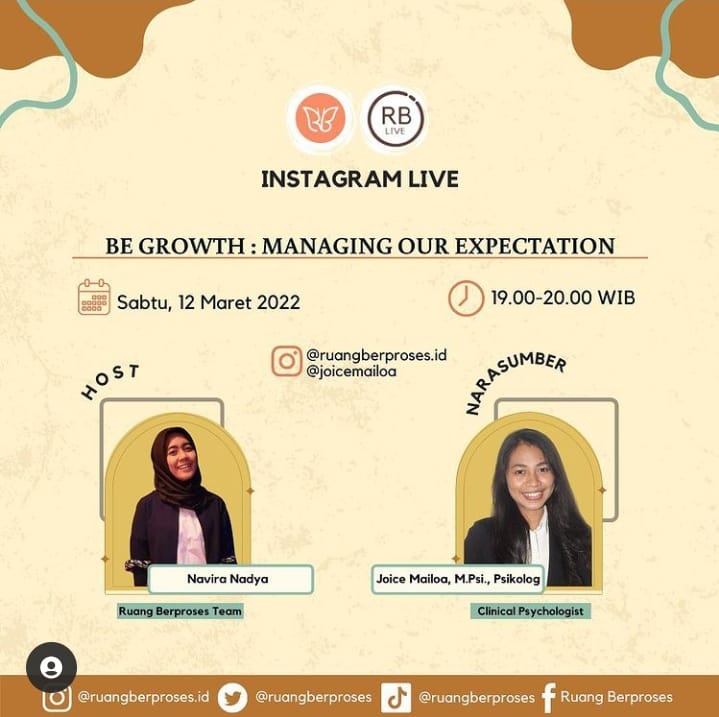 RB
LIVE
INSTAGRAM LIVE
BE GROWTH : MANAGING OUR EXPECTATION
Sabtu, 12 Maret 2022
19.00-20.00 WIB
@ruangberproses.id
@joicemailoa
HOST
NARASUMBER
Navira Nadya
Ruang Berproses Team
Joice Mailoa, M.Psi., Psikolog
Clinical Psychologist
@ruangberproses.id
@ruangberproses
@ruangberproses
Ruang Berproses